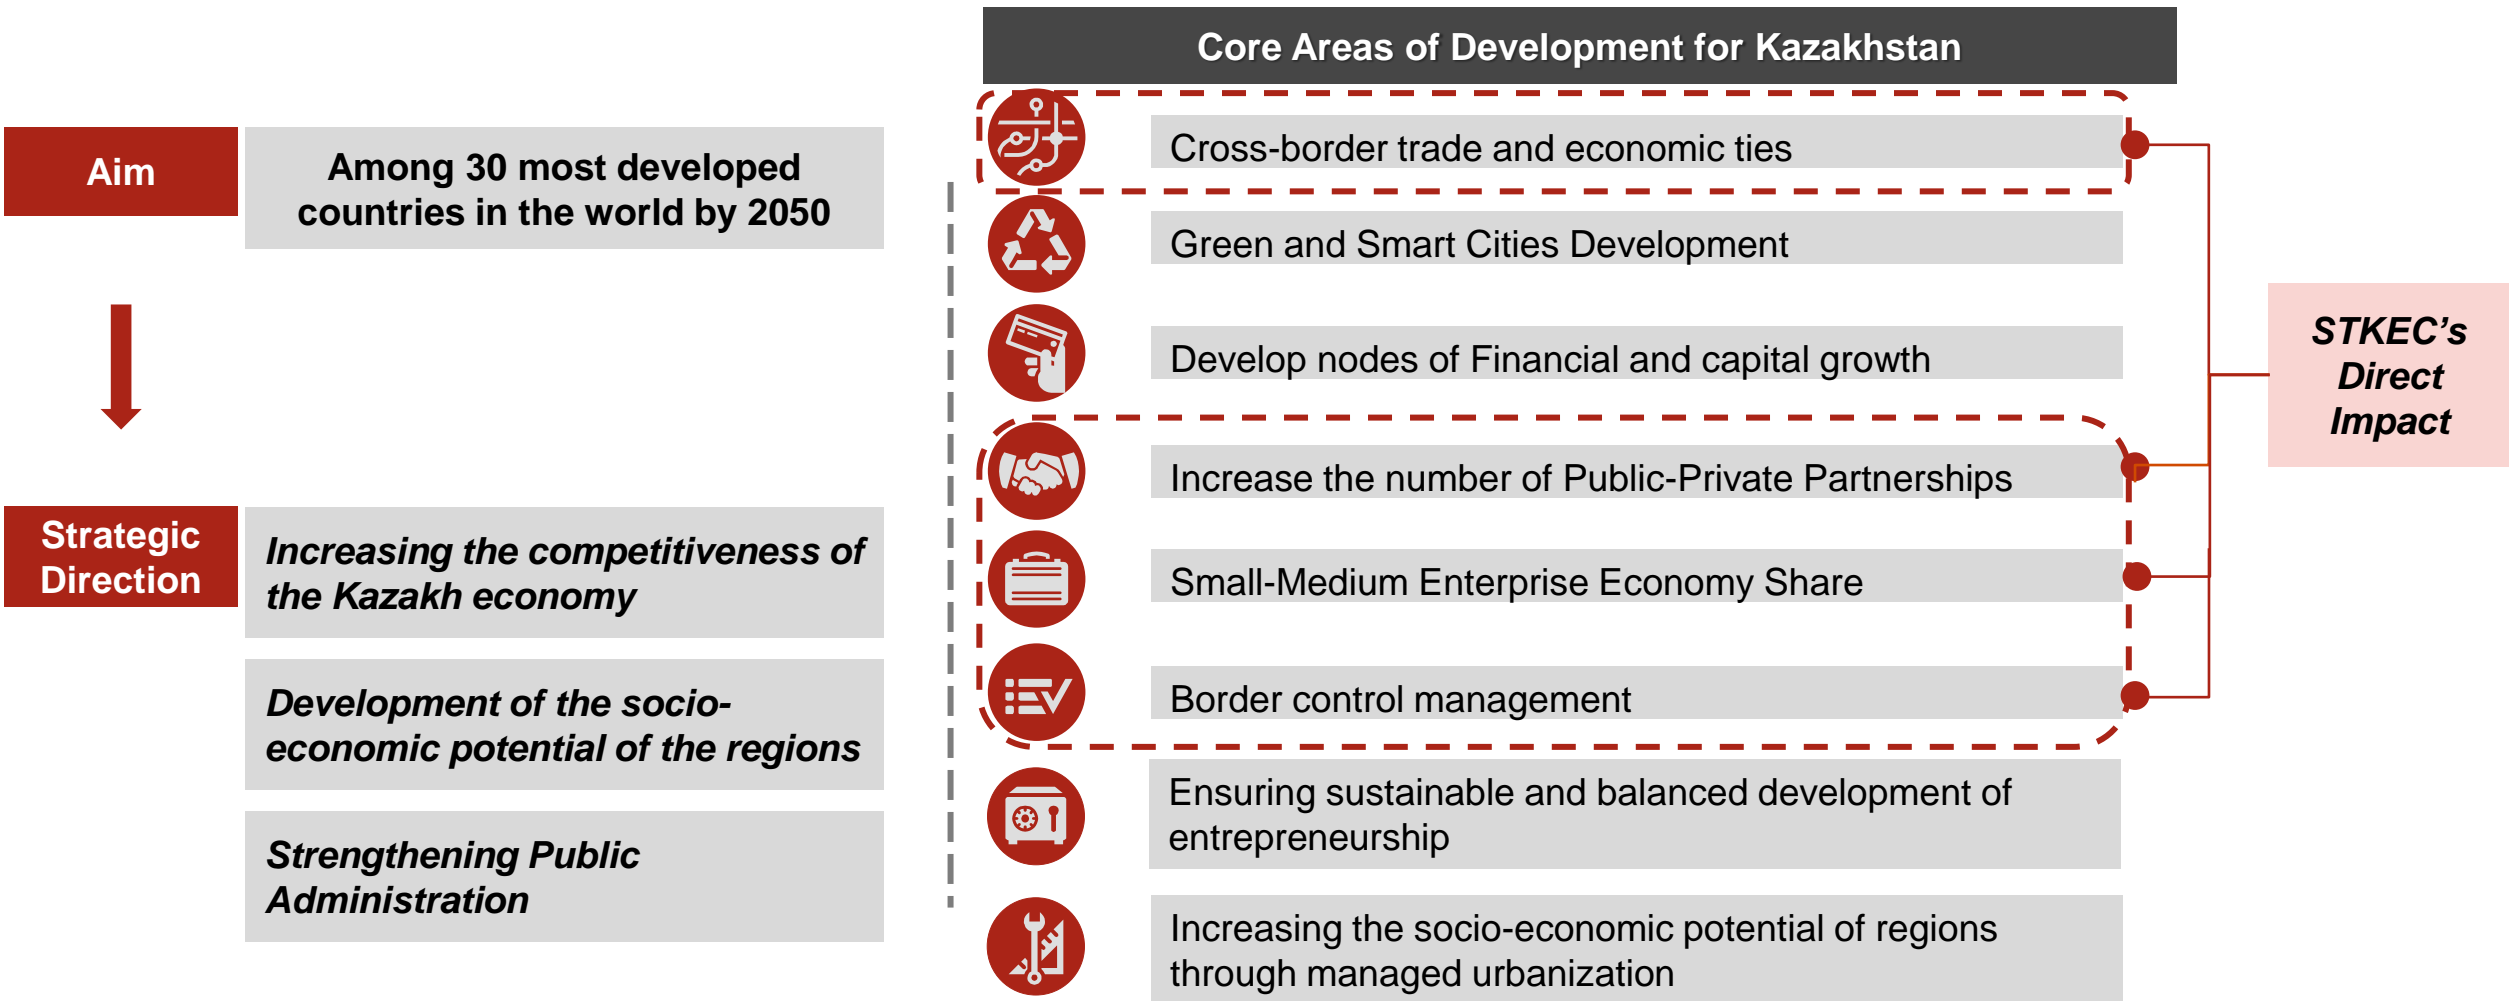 Core Areas of Development for Kazakhstan
Aim
Among 30 most developed
countries in the world by 2050
Strategic
Direction
Increasing the competitiveness of
the Kazakh economy
Development of the socio-
economic potential of the regions
Strengthening Public
Administration
Cross-border trade and economic ties
Green and Smart Cities Development
Develop nodes of Financial and capital growth
Increase the number of Public-Private Partnerships
Small-Medium Enterprise Economy Share
Border control management
Ensuring sustainable and balanced development of
entrepreneurship
Increasing the socio-economic potential of regions
through managed urbanization
STKEC’s
Direct
Impact